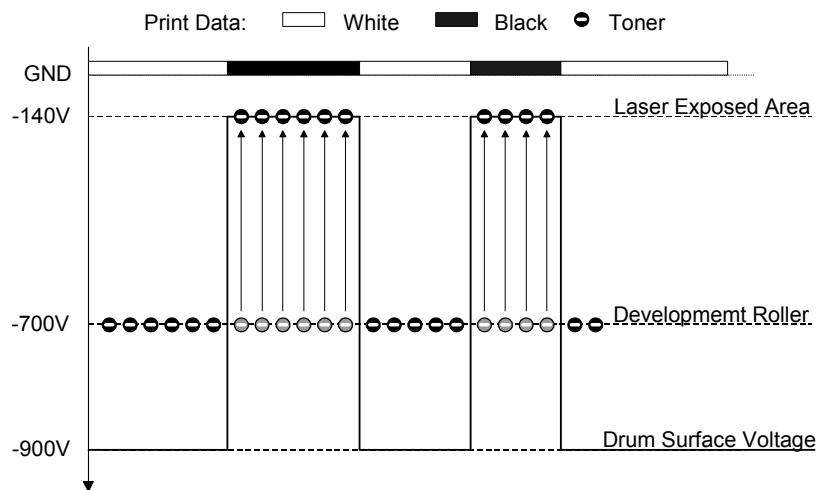 Print Data: White Black Toner
GND
-140V
Laser Exposed Area
-700V
Developmemt Roller
-900V
Drum Surface Voltage